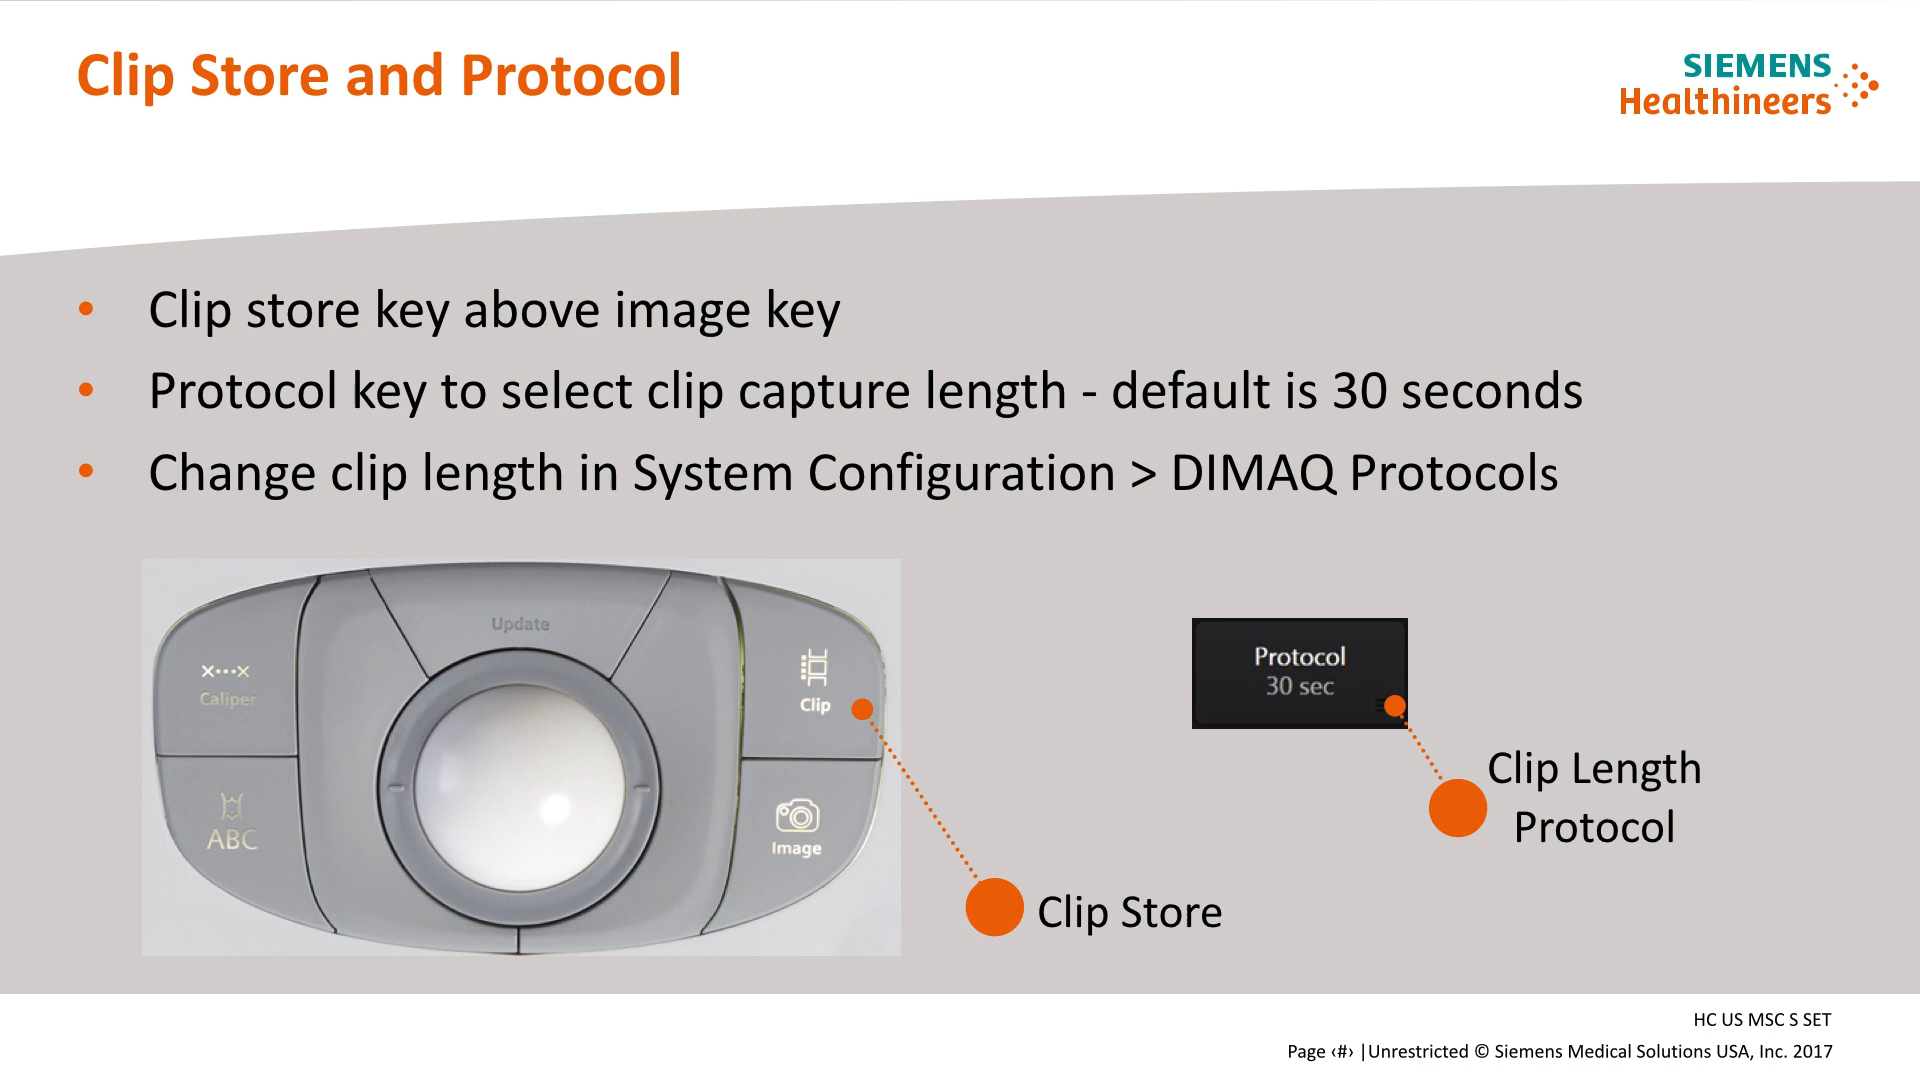 Clip Store and Protocol
SIEMENS
Healthineers
• Clip store key above image key
• Protocol key to select clip capture length - default is 30 seconds
• Change clip length in System Configuration > DIMAQ Protocols
Update
x···x
Caliper
Clip
ABC
Image
Protocol
30 sec
Clip Length
Protocol
Clip Store
HC US MSC S SET
Page ‹#› |Unrestricted © Siemens Medical Solutions USA, Inc. 2017